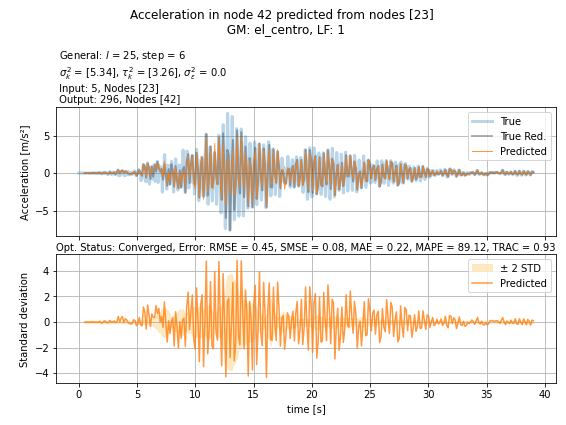 Acceleration in node 42 predicted from nodes [23]
GM: el_centro, LF: 1
General: l = 25, step = 6
σ²ₖ = [5.34], τ²ₖ = [3.26], σ²ε = 0.0
Input: 5, Nodes [23]
Output: 296, Nodes [42]
Acceleration [m/s²]
5
0
−5
True
True Red.
Predicted
Opt. Status: Converged, Error: RMSE = 0.45, SMSE = 0.08, MAE = 0.22, MAPE = 89.12, TRAC = 0.93
Standard deviation
4
2
0
−2
−4
± 2 STD
Predicted
0 5 10 15 20 25 30 35 40
time [s]